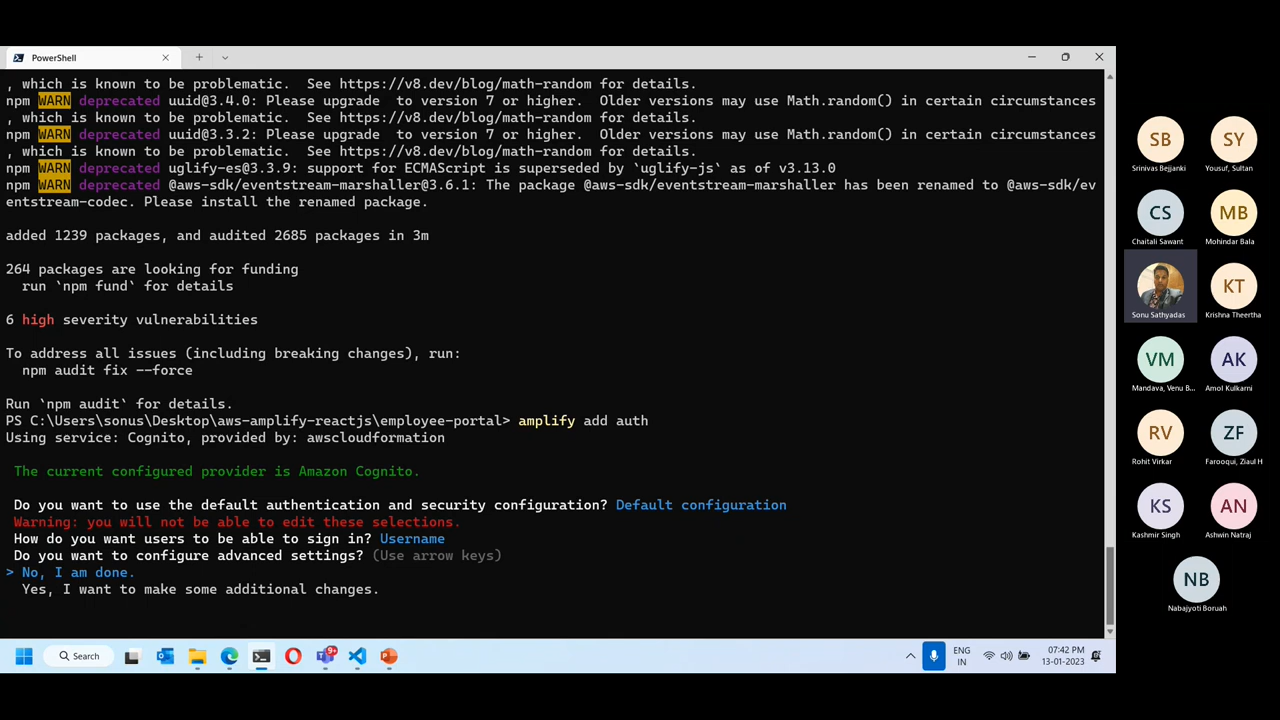 PowerShell
, which is known to be problematic.  See https://v8.dev/blog/math-random for details.
npm WARN deprecated uuid@3.4.0: Please upgrade  to version 7 or higher.  Older versions may use Math.random() in certain circumstances
, which is known to be problematic.  See https://v8.dev/blog/math-random for details.
npm WARN deprecated uuid@3.3.2: Please upgrade  to version 7 or higher.  Older versions may use Math.random() in certain circumstances
, which is known to be problematic.  See https://v8.dev/blog/math-random for details.
npm WARN deprecated uglify-es@3.3.9: support for ECMAScript is superseded by `uglify-js` as of v3.13.0
npm WARN deprecated @aws-sdk/eventstream-marshaller@3.6.1: The package @aws-sdk/eventstream-marshaller has been renamed to @aws-sdk/ev
entstream-codec. Please install the renamed package.
added 1239 packages, and audited 2685 packages in 3m
264 packages are looking for funding
run `npm fund` for details
6 high severity vulnerabilities
To address all issues (including breaking changes), run:
npm audit fix --force
Run `npm audit` for details.
PS C:\Users\sonus\Desktop\aws-amplify-reactjs\employee-portal> amplify add auth
Using service: Cognito, provided by: awscloudformation
The current configured provider is Amazon Cognito.
Do you want to use the default authentication and security configuration? Default configuration
Warning: you will not be able to edit these selections.
How do you want users to be able to sign in? Username
Do you want to configure advanced settings? (Use arrow keys)
> No, I am done.
Yes, I want to make some additional changes.
Search
9+
ENG
IN
07:42 PM
13-01-2023
SB
Srinivas Bejjanki
SY
Yousuf, Sultan
CS
Chaitali Sawant
MB
Mohindar Bala
Sonu Sathyadas
KT
Krishna Theertha
VM
Mandava, Venu B...
AK
Amol Kulkarni
RV
Rohit Virkar
ZF
Farooqui, Ziaul H
KS
Kashmir Singh
AN
Ashwin Natraj
NB
Nabajyoti Boruah